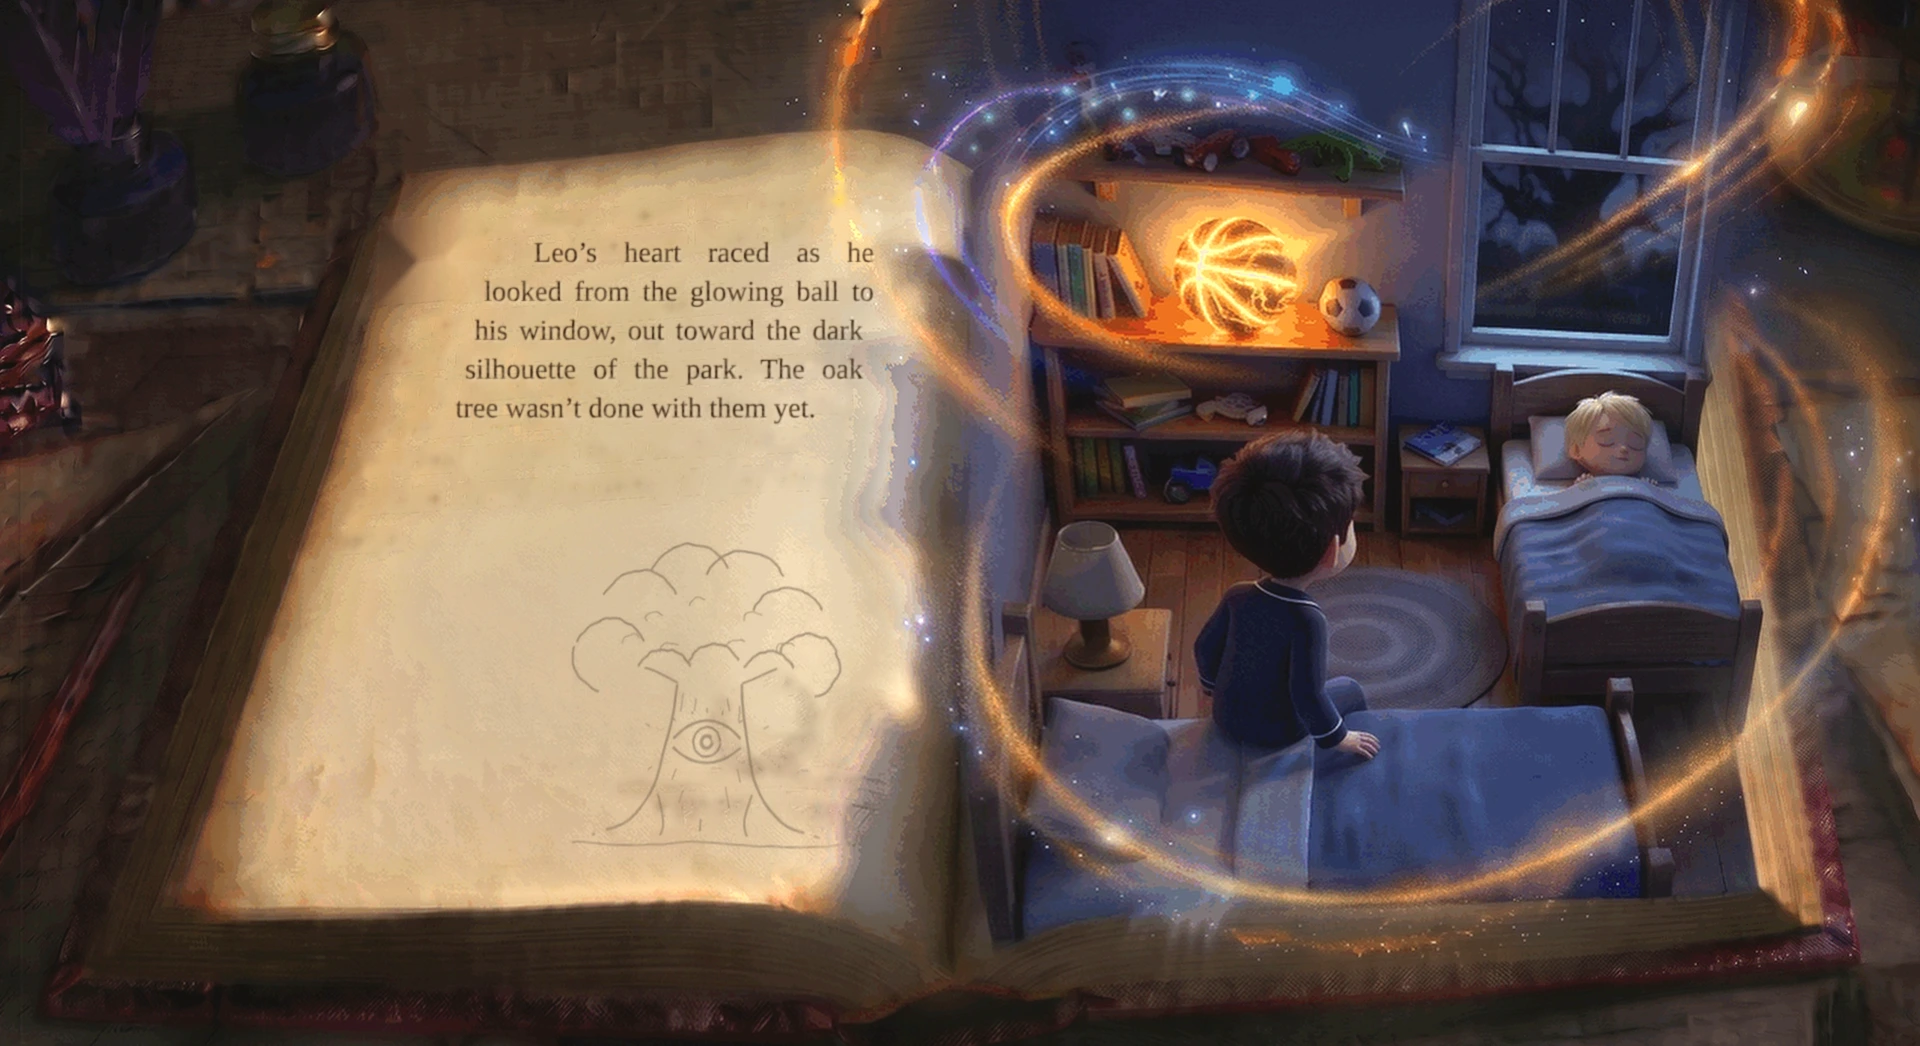 Leo’s heart raced as he
looked from the glowing ball to
his window, out toward the dark
silhouette of the park. The oak
tree wasn’t done with them yet.